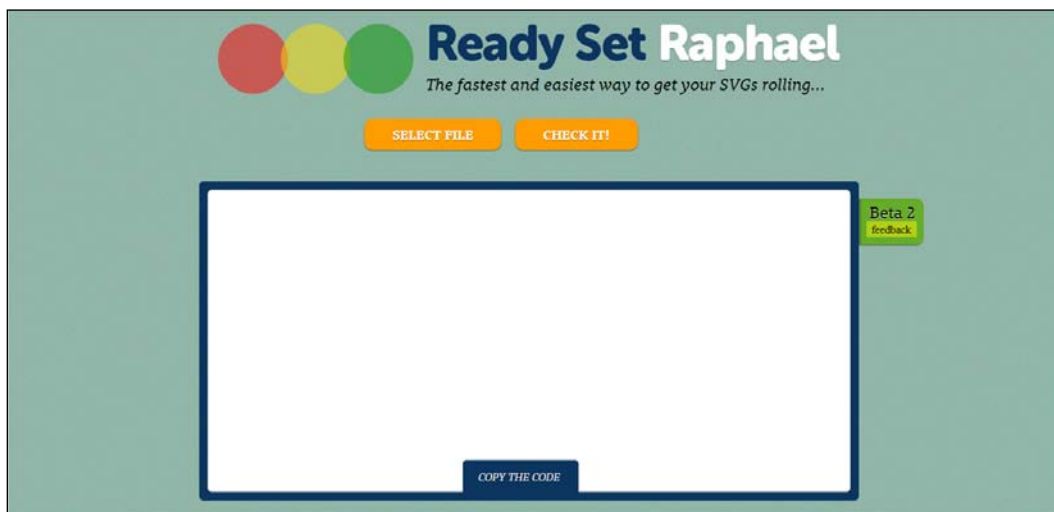 Ready Set Raphael
The fastest and easiest way to get your SVGs rolling...
SELECT FILE
CHECK IT!
Beta 2
feedback
COPY THE CODE